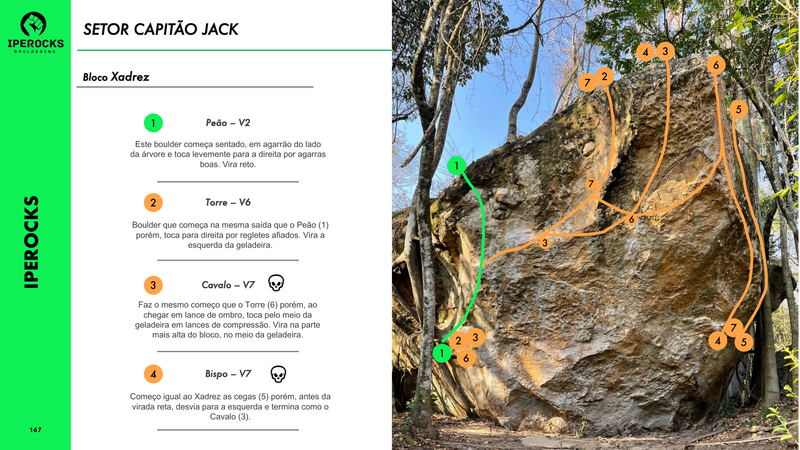 IPEROCKS
BOULDERING
SETOR CAPITÃO JACK
Bloco Xadrez
1
Peão – V2
Este boulder começa sentado, em agarrão do lado
da árvore e toca levemente para a direita por agarras
boas. Vira reto.
2
Torre – V6
Boulder que começa na mesma saída que o Peão (1)
porém, toca para direita por regletes afiados. Vira a
esquerda da geladeira.
3
Cavalo – V7
Faz o mesmo começo que o Torre (6) porém, ao
chegar em lance de ombro, toca pelo meio da
geladeira em lances de compressão. Vira na parte
mais alta do bloco, no meio da geladeira.
4
Bispo – V7
Começo igual ao Xadrez as cegas (5) porém, antes da
virada reta, desvia para a esquerda e termina como o
Cavalo (3).
IPEROCKS
167
4 3
6
7 2
5
1
7
6
3
7
2 3
4 5
1 6